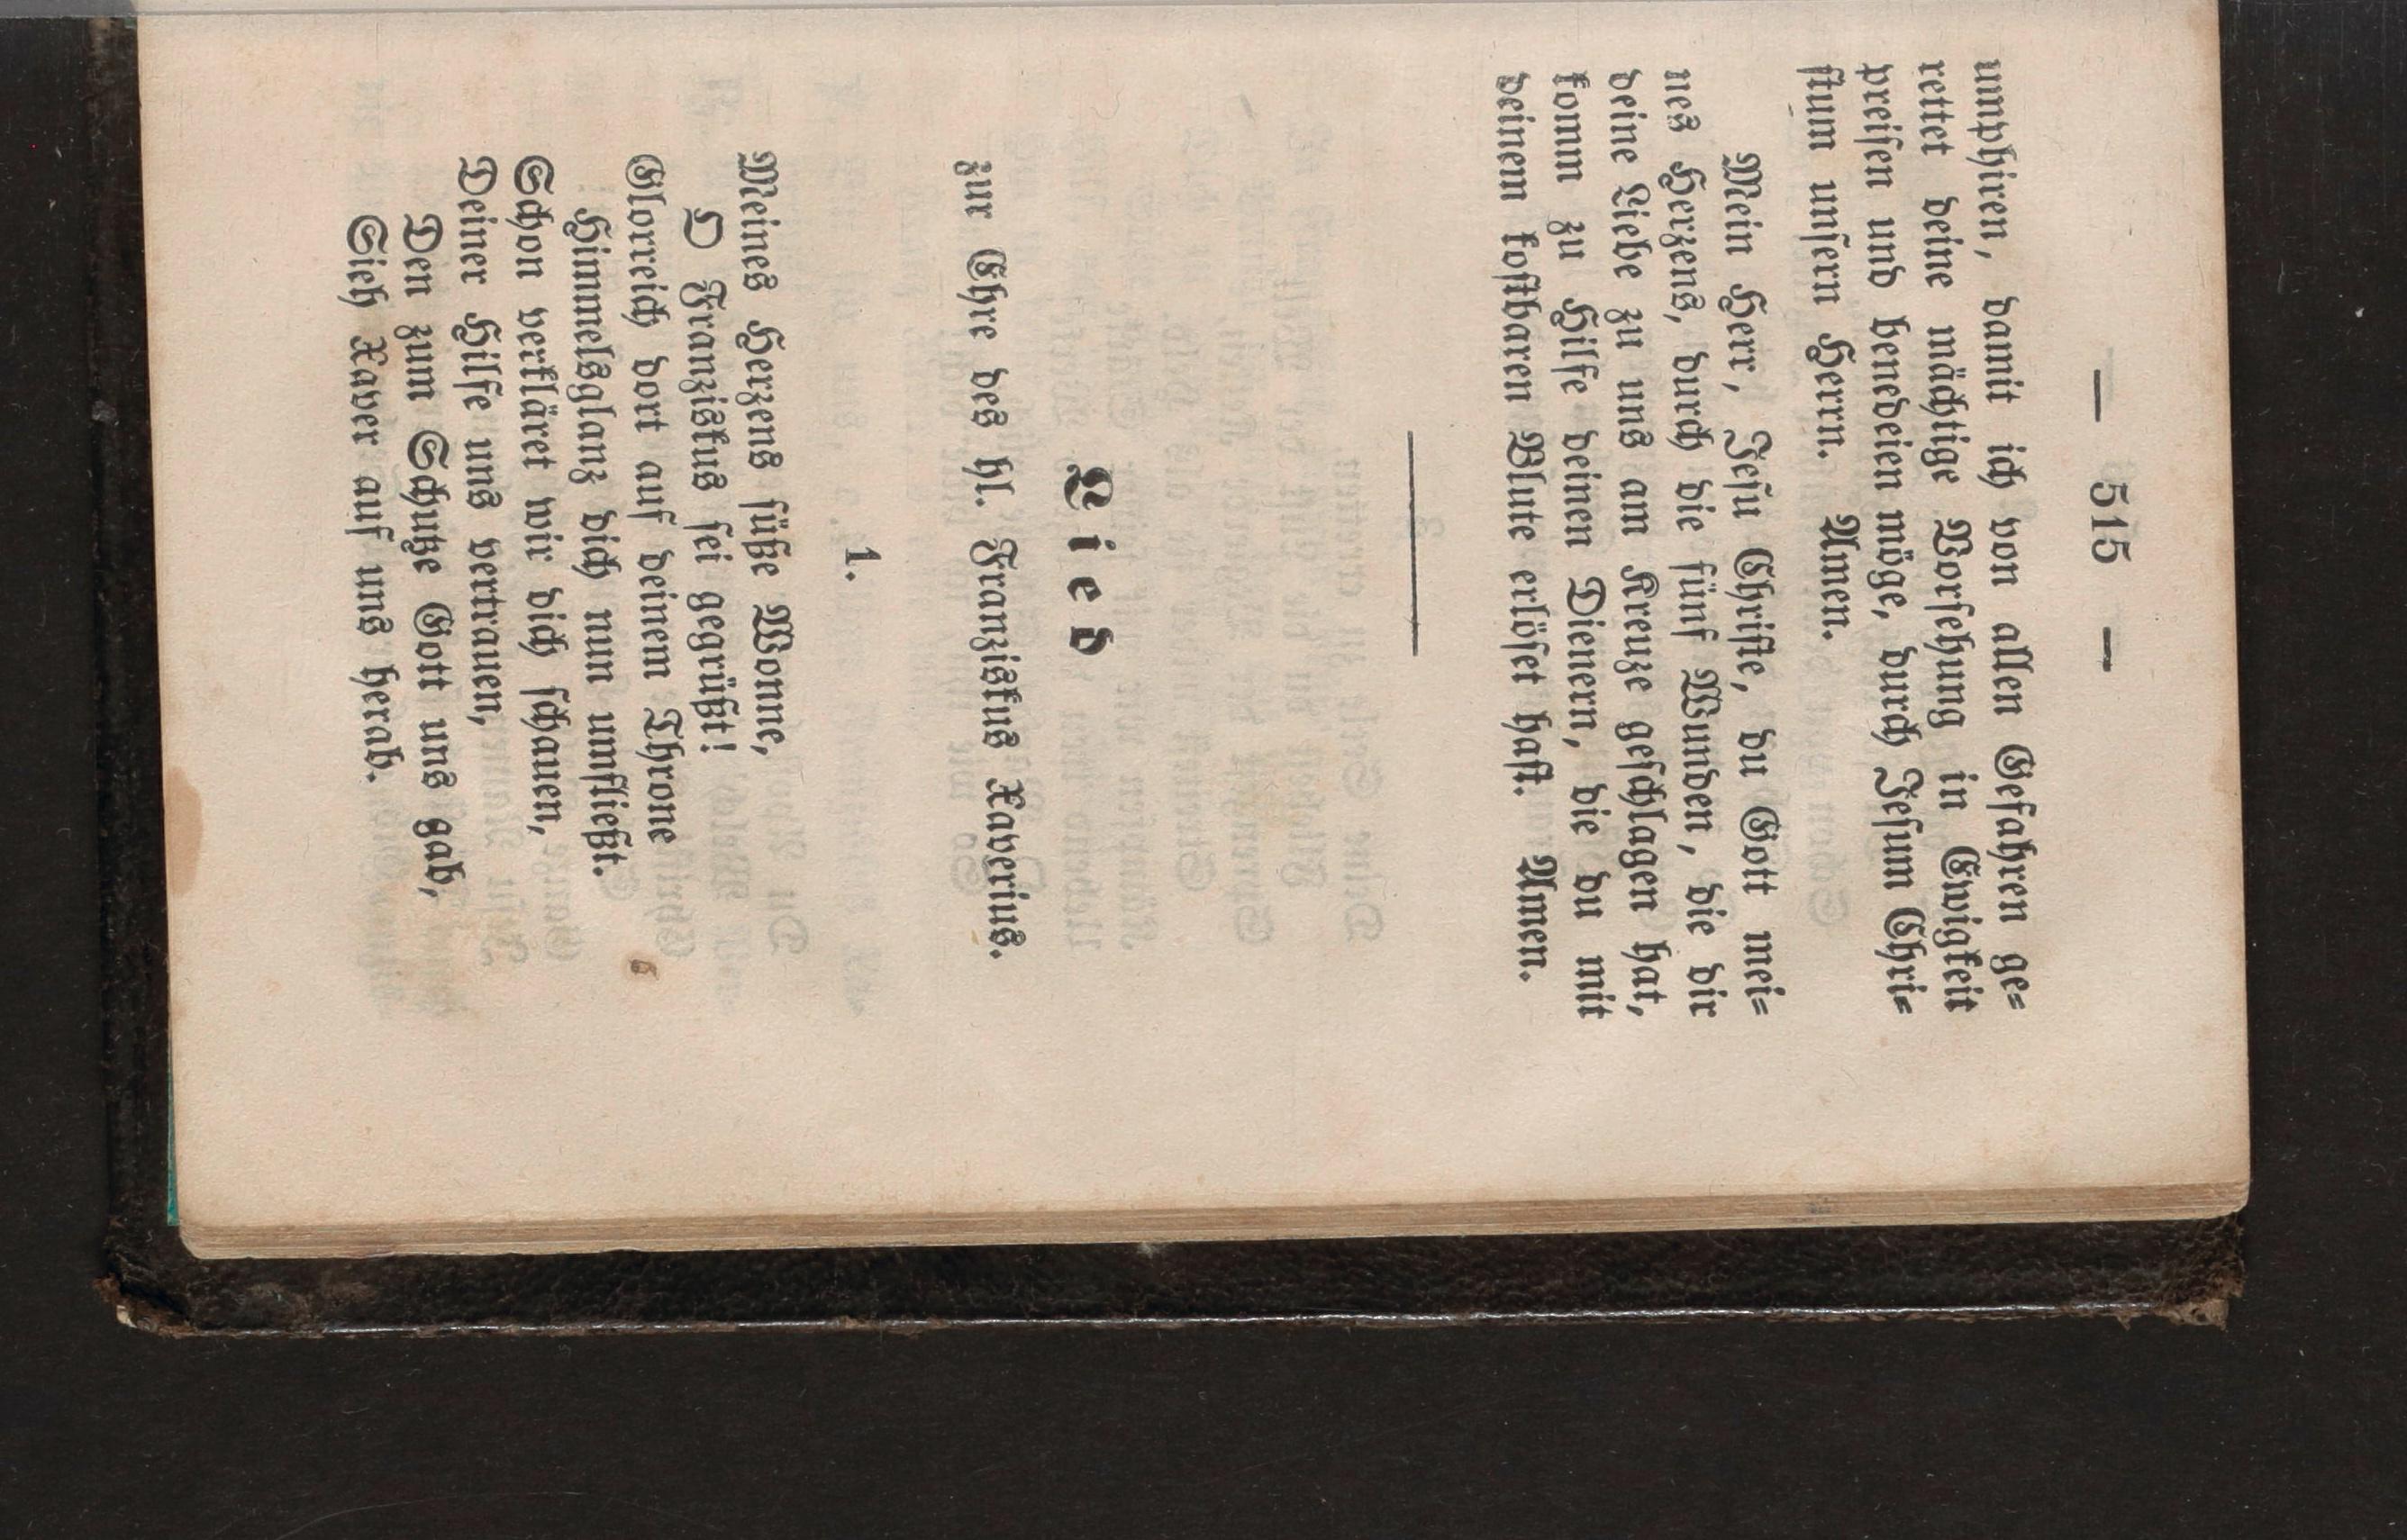 — 515 —
umphiren, damit ich von allen Gefahren ge=
rettet deine mächtige Vorsehung in Ewigkeit
preisen und benedeien möge, durch Jesum Chri=
stum unsern Herrn. Amen.
Mein Herr, Jesu Christe, du Gott mei=
nes Herzens, durch die fünf Wunden, die dir
deine Liebe zu uns am Kreuze geschlagen hat,
komm zu Hilfe deinen Dienern, die du mit
deinem kostbaren Blute erlöset hast. Amen.
Lied
zur Ehre des hl. Franziskus Xaverius.
1.
Meines Herzens süße Wonne,
O Franziskus sei gegrüßt!
Glorreich dort auf deinem Throne
Himmelsglanz dich nun umfließt.
Schon verkläret wir dich schauen,
Deiner Hilfe uns vertrauen,
Den zum Schutze Gott uns gab,
Sieh Xaver auf uns herab.